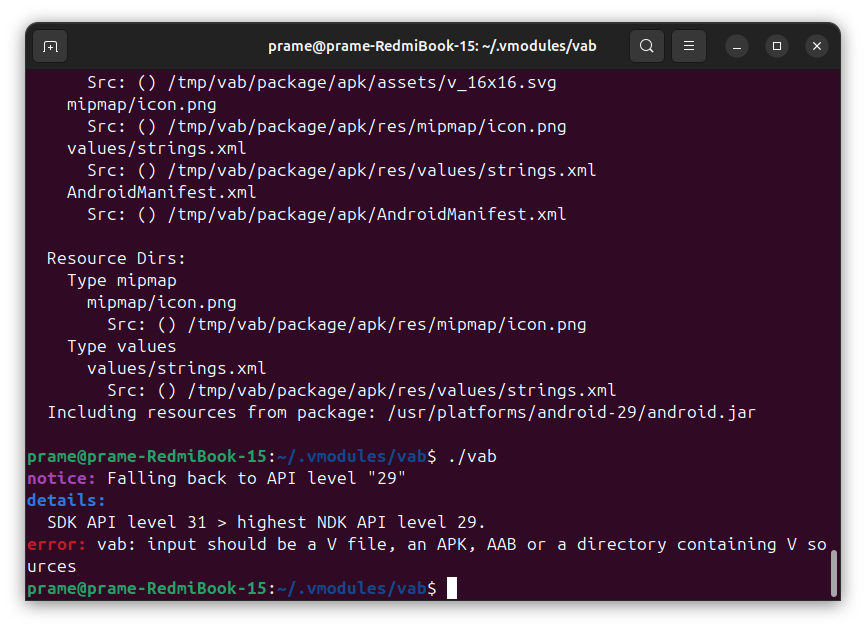 prame@prame-RedmiBook-15: ~/.vmodules/vab
Src: () /tmp/vab/package/apk/assets/v_16x16.svg
mipmap/icon.png
Src: () /tmp/vab/package/apk/res/mipmap/icon.png
values/strings.xml
Src: () /tmp/vab/package/apk/res/values/strings.xml
AndroidManifest.xml
Src: () /tmp/vab/package/apk/AndroidManifest.xml
Resource Dirs:
Type mipmap
mipmap/icon.png
Src: () /tmp/vab/package/apk/res/mipmap/icon.png
Type values
values/strings.xml
Src: () /tmp/vab/package/apk/res/values/strings.xml
Including resources from package: /usr/platforms/android-29/android.jar
prame@prame-RedmiBook-15:~/.vmodules/vab$ ./vab
notice: Falling back to API level "29"
details:
SDK API level 31 > highest NDK API level 29.
error: vab: input should be a V file, an APK, AAB or a directory containing V so
urces
prame@prame-RedmiBook-15:~/.vmodules/vab$